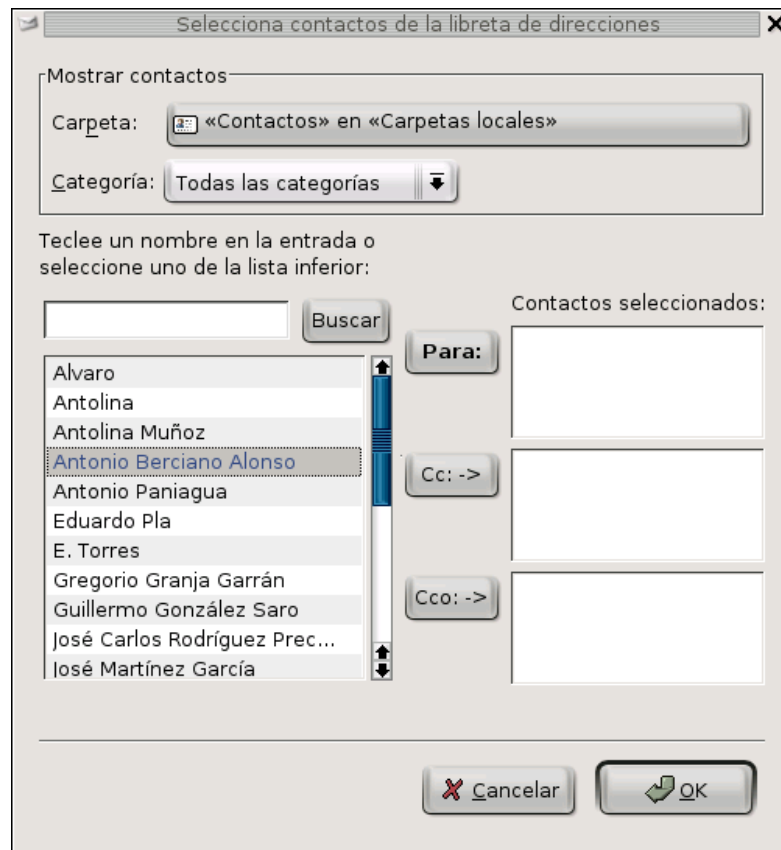 Selecciona contactos de la libreta de direcciones
Mostrar contactos
Carpeta:
«Contactos» en «Carpetas locales»
Categoría:
Todas las categorías
Teclee un nombre en la entrada o
seleccione uno de la lista inferior:
Buscar
Alvaro
Antolina
Antolina Muñoz
Antonio Berciano Alonso
Antonio Paniagua
Eduardo Pla
E. Torres
Gregorio Granja Garrán
Guillermo González Saro
José Carlos Rodríguez Prec...
José Martínez García
Contactos seleccionados:
Para:
Cc: ->
Cco: ->
Cancelar
OK